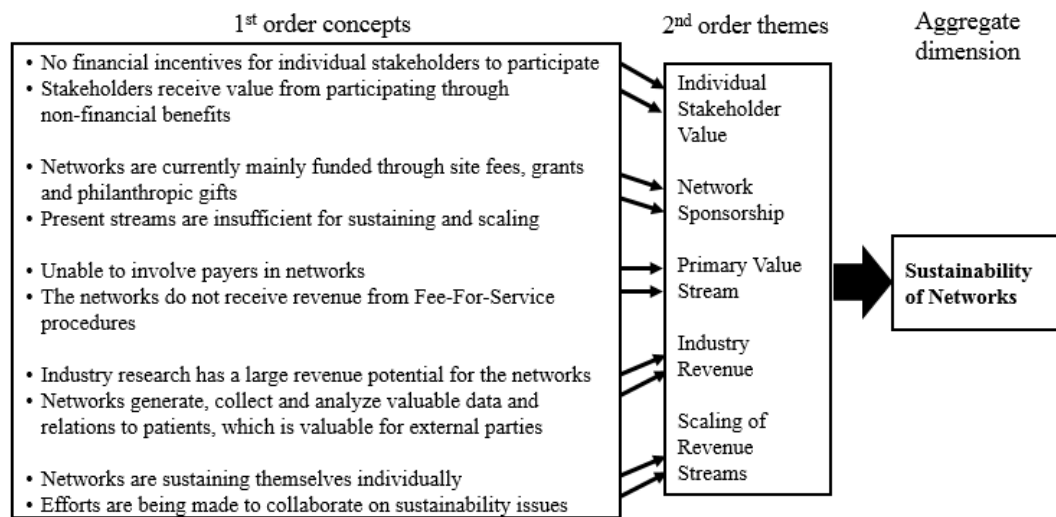 1st order concepts
2nd order themes
Aggregate
dimension
• No financial incentives for individual stakeholders to participate
• Stakeholders receive value from participating through
non-financial benefits
• Networks are currently mainly funded through site fees, grants
and philanthropic gifts
• Present streams are insufficient for sustaining and scaling
• Unable to involve payers in networks
• The networks do not receive revenue from Fee-For-Service
procedures
• Industry research has a large revenue potential for the networks
• Networks generate, collect and analyze valuable data and
relations to patients, which is valuable for external parties
• Networks are sustaining themselves individually
• Efforts are being made to collaborate on sustainability issues
Individual
Stakeholder
Value
Network
Sponsorship
Primary Value
Stream
Industry
Revenue
Scaling of
Revenue
Streams
Sustainability
of Networks